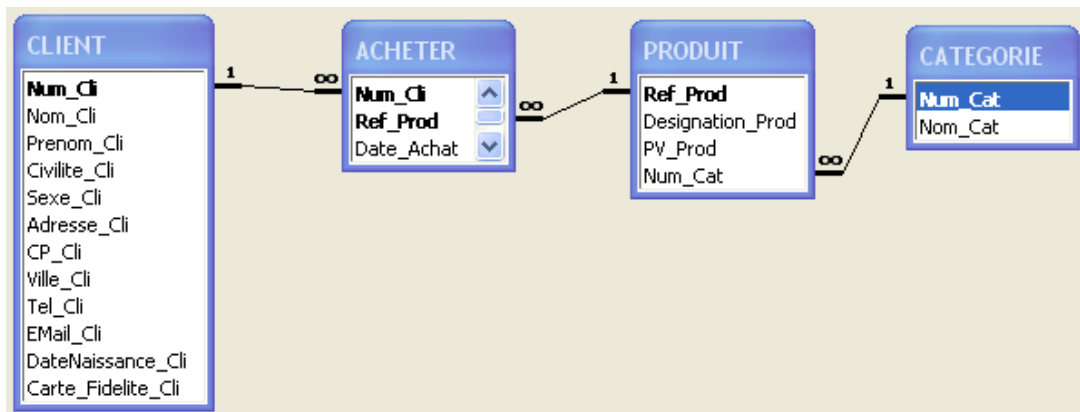 CLIENT
Num_Cli
Nom_Cli
Prenom_Cli
Civilite_Cli
Sexe_Cli
Adresse_Cli
CP_Cli
Ville_Cli
Tel_Cli
EMail_Cli
DateNaissance_Cli
Carte_Fidelite_Cli
1
∞
ACHETER
Num_Cli
Ref_Prod
Date_Achat
∞
1
PRODUIT
Ref_Prod
Designation_Prod
PV_Prod
Num_Cat
∞
1
CATEGORIE
Num_Cat
Nom_Cat